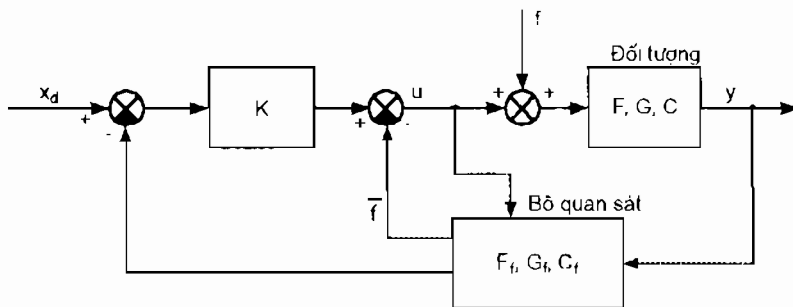 f
Đối tượng
x_d
+
-
K
+
-
u
+
+
F, G, C
y
f̅
Bộ quan sát
F_f, G_f, C_f